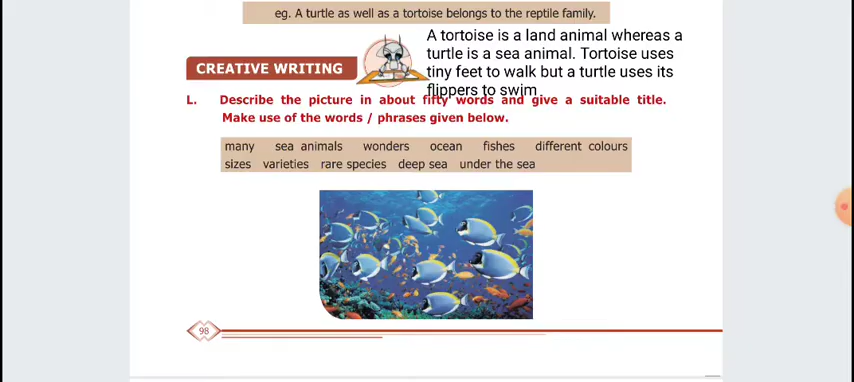 eg. A turtle as well as a tortoise belongs to the reptile family.
A tortoise is a land animal whereas a
turtle is a sea animal. Tortoise uses
tiny feet to walk but a turtle uses its
flippers to swim.
CREATIVE WRITING
L. Describe the picture in about fifty words and give a suitable title.
Make use of the words / phrases given below.
many sea animals wonders ocean fishes different colours
sizes varieties rare species deep sea under the sea
98